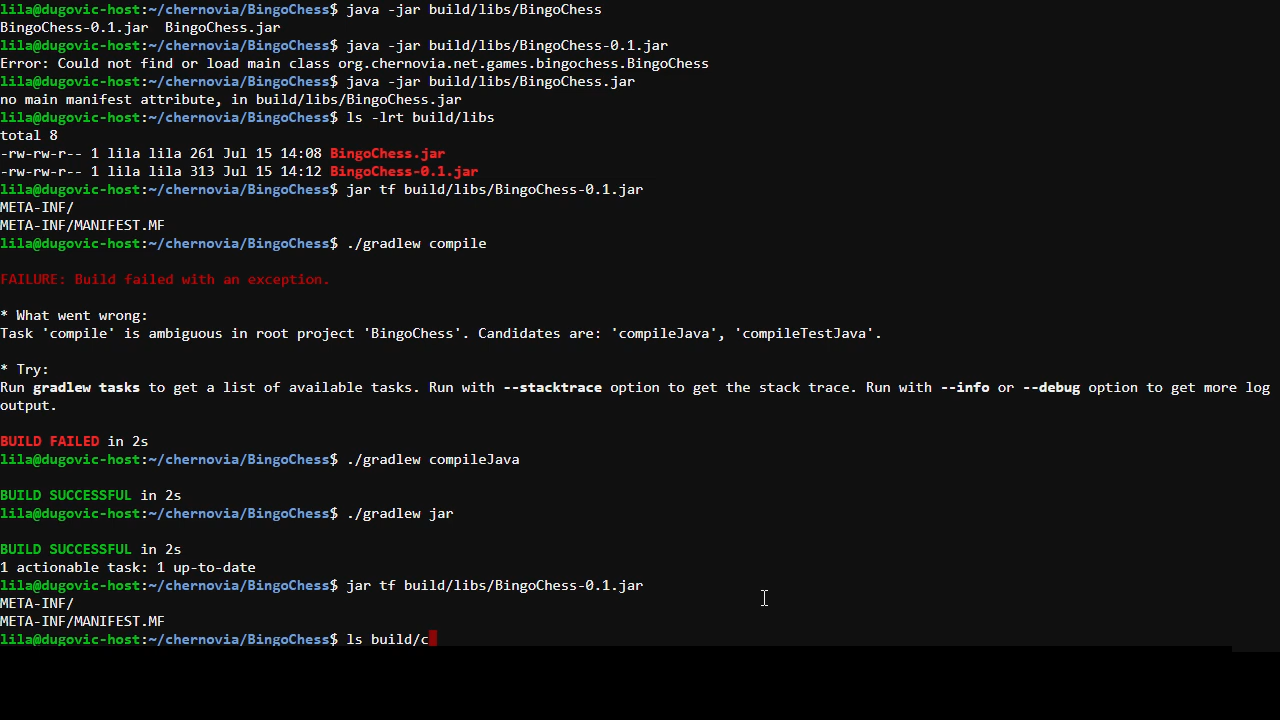 lila@dugovic-host:~/chernovia/BingoChess$ java -jar build/libs/BingoChess
BingoChess-0.1.jar  BingoChess.jar
lila@dugovic-host:~/chernovia/BingoChess$ java -jar build/libs/BingoChess-0.1.jar
Error: Could not find or load main class org.chernovia.net.games.bingochess.BingoChess
lila@dugovic-host:~/chernovia/BingoChess$ java -jar build/libs/BingoChess.jar
no main manifest attribute, in build/libs/BingoChess.jar
lila@dugovic-host:~/chernovia/BingoChess$ ls -lrt build/libs
total 8
-rw-rw-r-- 1 lila lila 261 Jul 15 14:08 BingoChess.jar
-rw-rw-r-- 1 lila lila 313 Jul 15 14:12 BingoChess-0.1.jar
lila@dugovic-host:~/chernovia/BingoChess$ jar tf build/libs/BingoChess-0.1.jar
META-INF/
META-INF/MANIFEST.MF
lila@dugovic-host:~/chernovia/BingoChess$ ./gradlew compile
FAILURE: Build failed with an exception.
* What went wrong:
Task 'compile' is ambiguous in root project 'BingoChess'. Candidates are: 'compileJava', 'compileTestJava'.
* Try:
Run gradlew tasks to get a list of available tasks. Run with --stacktrace option to get the stack trace. Run with --info or --debug option to get more log
output.
BUILD FAILED in 2s
lila@dugovic-host:~/chernovia/BingoChess$ ./gradlew compileJava
BUILD SUCCESSFUL in 2s
lila@dugovic-host:~/chernovia/BingoChess$ ./gradlew jar
BUILD SUCCESSFUL in 2s
1 actionable task: 1 up-to-date
lila@dugovic-host:~/chernovia/BingoChess$ jar tf build/libs/BingoChess-0.1.jar
META-INF/
META-INF/MANIFEST.MF
lila@dugovic-host:~/chernovia/BingoChess$ ls build/c